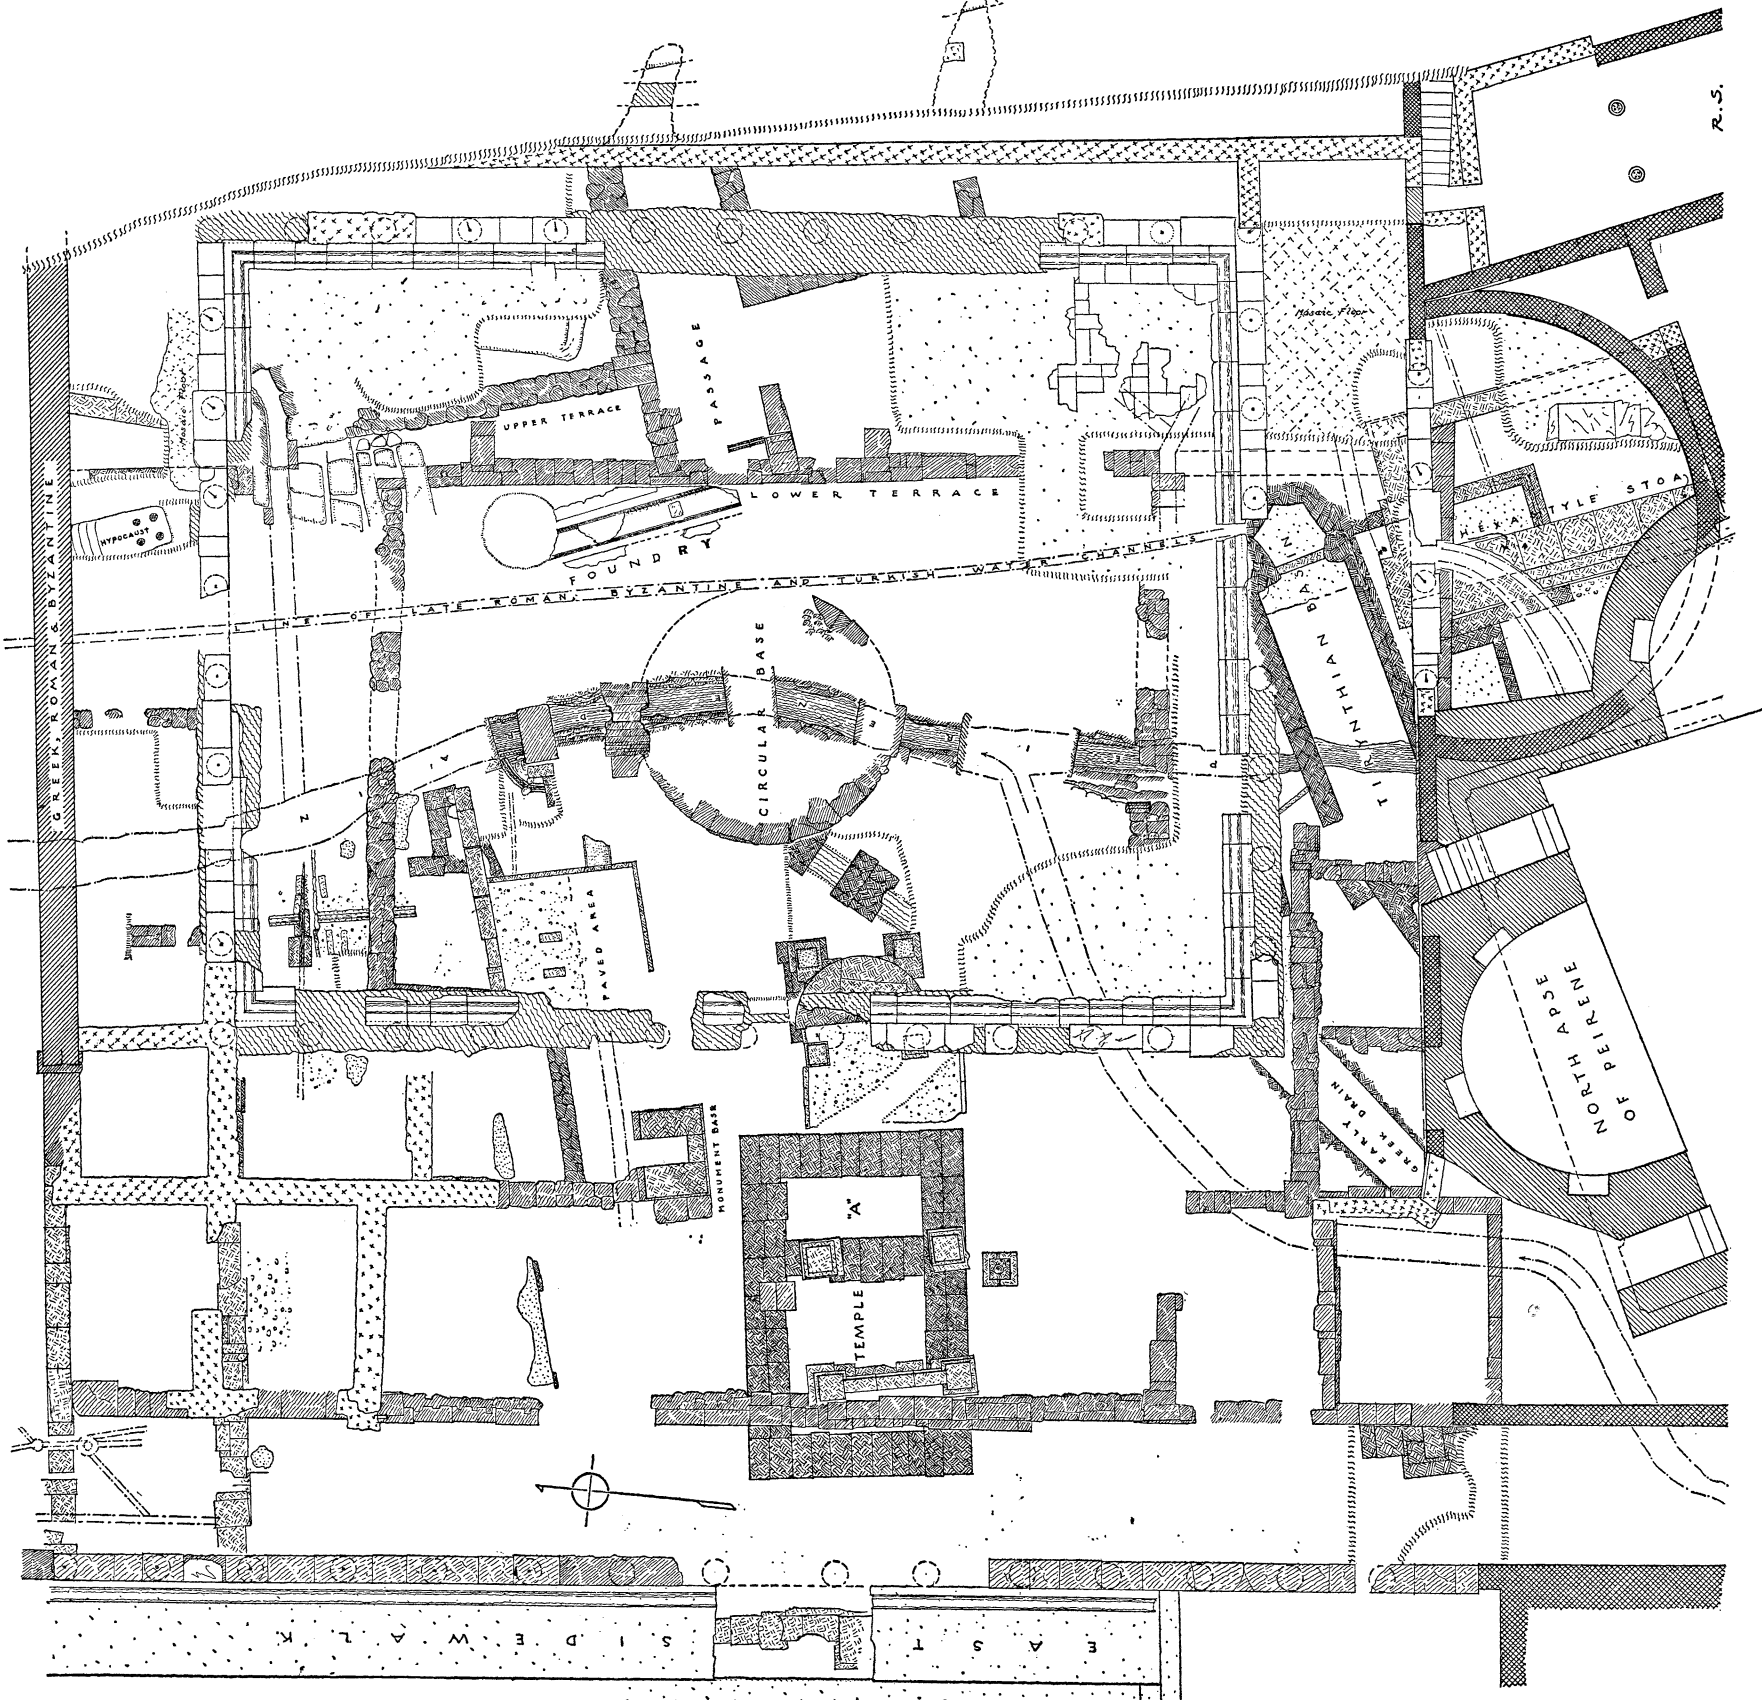 R.S.
Mosaic Floor
PASSAGE
UPPER TERRACE
Mosaic Floor
LOWER TERRACE
HEXASTYLE STOA
HYPOCAUST
FOUNDRY
LINE OF LATE ROMAN, BYZANTINE AND TURKISH WATER CHANNELS
GREEK, ROMAN & BYZANTINE
CIRCULAR BASE
TIRYNTHIAN BASIN
PAVED AREA
NORTH APSE
OF PEIRENE
EARLY
GREEK DRAIN
MONUMENT BASE
TEMPLE "A"
EAST SIDEWALK